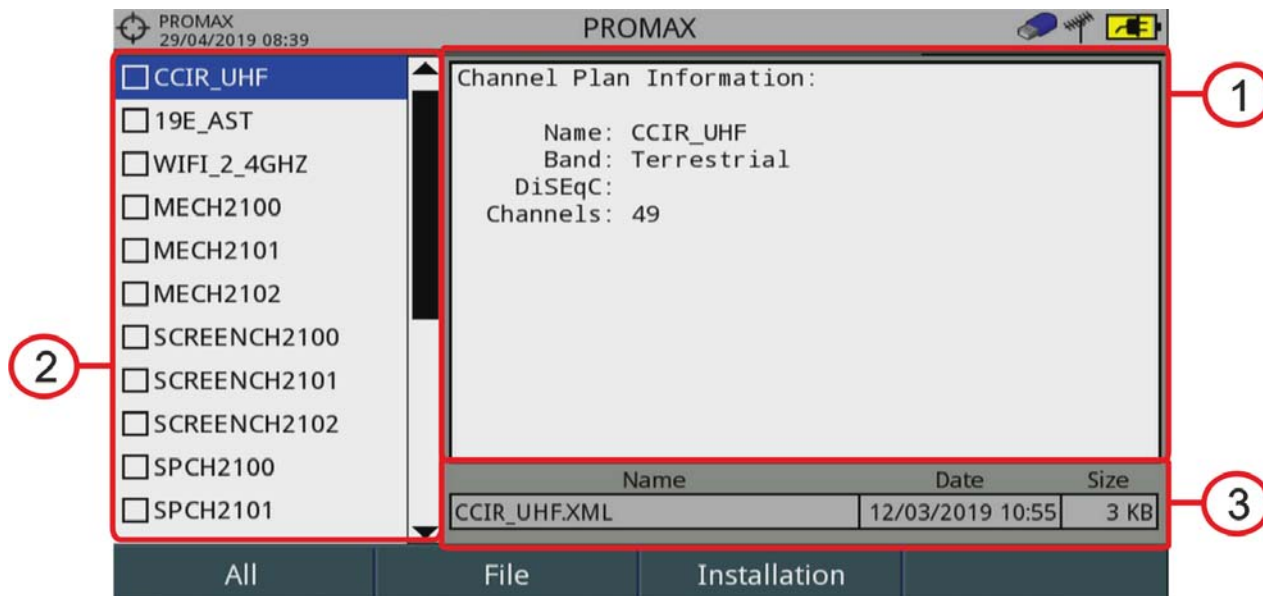 PROMAX
29/04/2019 08:39
PROMAX
CCIR_UHF
19E_AST
WIFI_2_4GHZ
MECH2100
MECH2101
MECH2102
SCREENCH2100
SCREENCH2101
SCREENCH2102
SPCH2100
SPCH2101
Channel Plan Information:
Name: CCIR_UHF
Band: Terrestrial
DiSEqC:
Channels: 49
Name Date Size
CCIR_UHF.XML 12/03/2019 10:55 3 KB
All File Installation
1
2
3